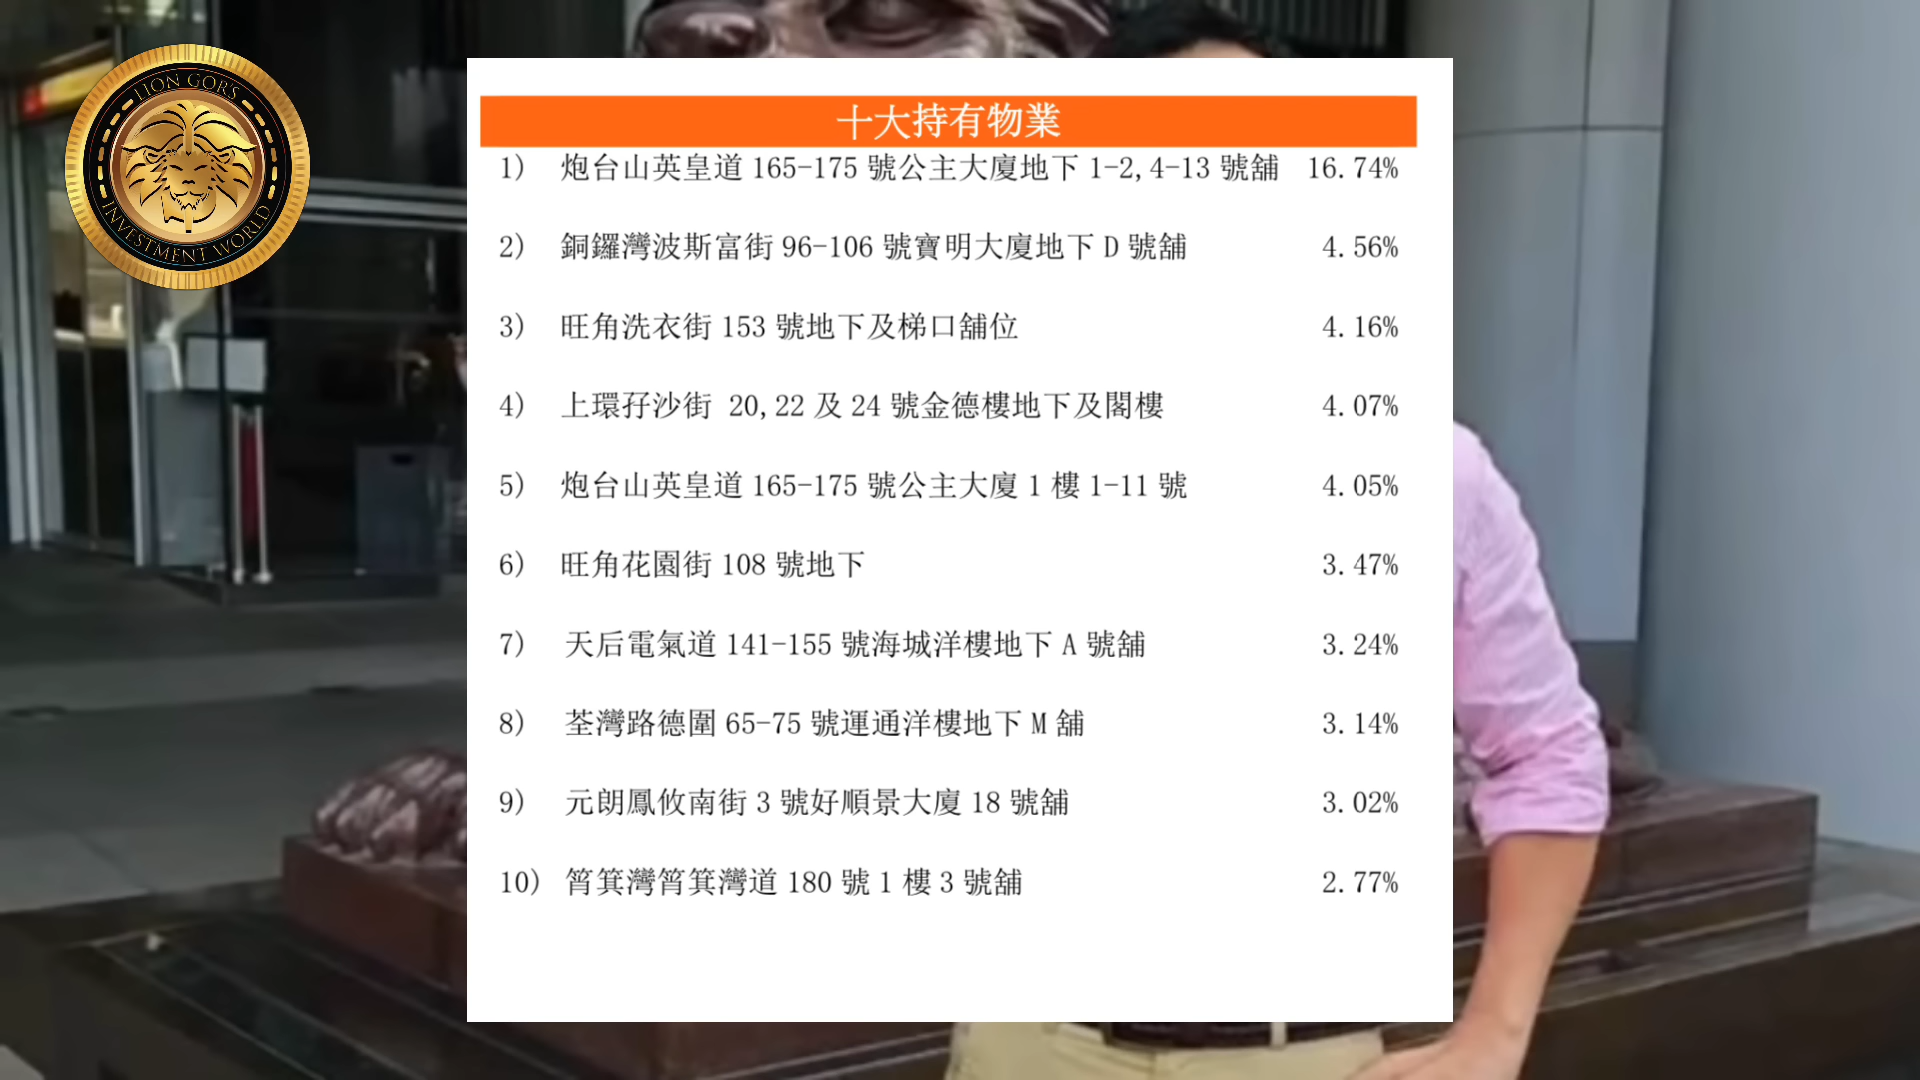 LION GOR'S
INVESTMENT WORLD
十大持有物業
1) 炮台山英皇道 165-175 號公主大廈地下 1-2,4-13 號舖 16.74%
2) 銅鑼灣波斯富街 96-106 號寶明大廈地下 D 號舖 4.56%
3) 旺角洗衣街 153 號地下及梯口舖位 4.16%
4) 上環孖沙街 20,22 及 24 號金德樓地下及閣樓 4.07%
5) 炮台山英皇道 165-175 號公主大廈 1 樓 1-11 號 4.05%
6) 旺角花園街 108 號地下 3.47%
7) 天后電氣道 141-155 號海城洋樓地下 A 號舖 3.24%
8) 荃灣路德圍 65-75 號運通洋樓地下 M 舖 3.14%
9) 元朗鳳攸南街 3 號好順景大廈 18 號舖 3.02%
10) 筲箕灣筲箕灣道 180 號 1 樓 3 號舖 2.77%